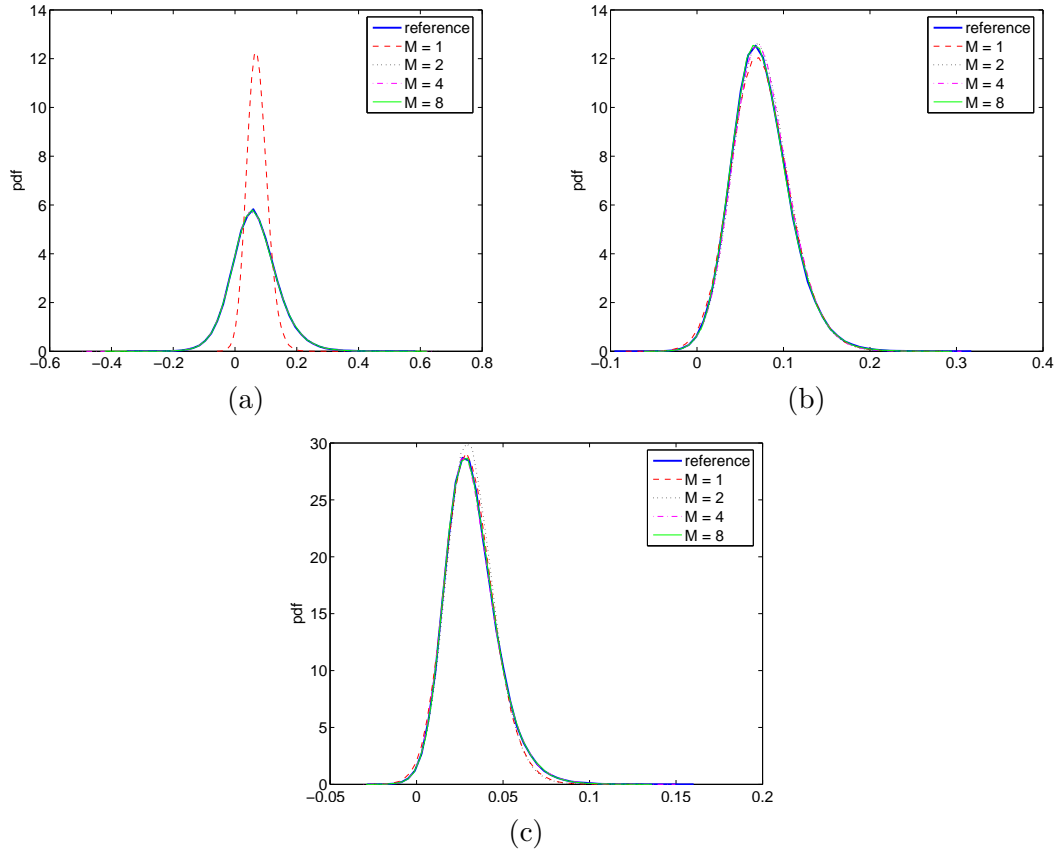 14
12
10
8
6
4
2
0
pdf
−0.6 −0.4 −0.2 0 0.2 0.4 0.6 0.8
reference
M = 1
M = 2
M = 4
M = 8
(a)
14
12
10
8
6
4
2
0
pdf
−0.1 0 0.1 0.2 0.3 0.4
reference
M = 1
M = 2
M = 4
M = 8
(b)
30
25
20
15
10
5
0
pdf
−0.05 0 0.05 0.1 0.15 0.2
reference
M = 1
M = 2
M = 4
M = 8
(c)